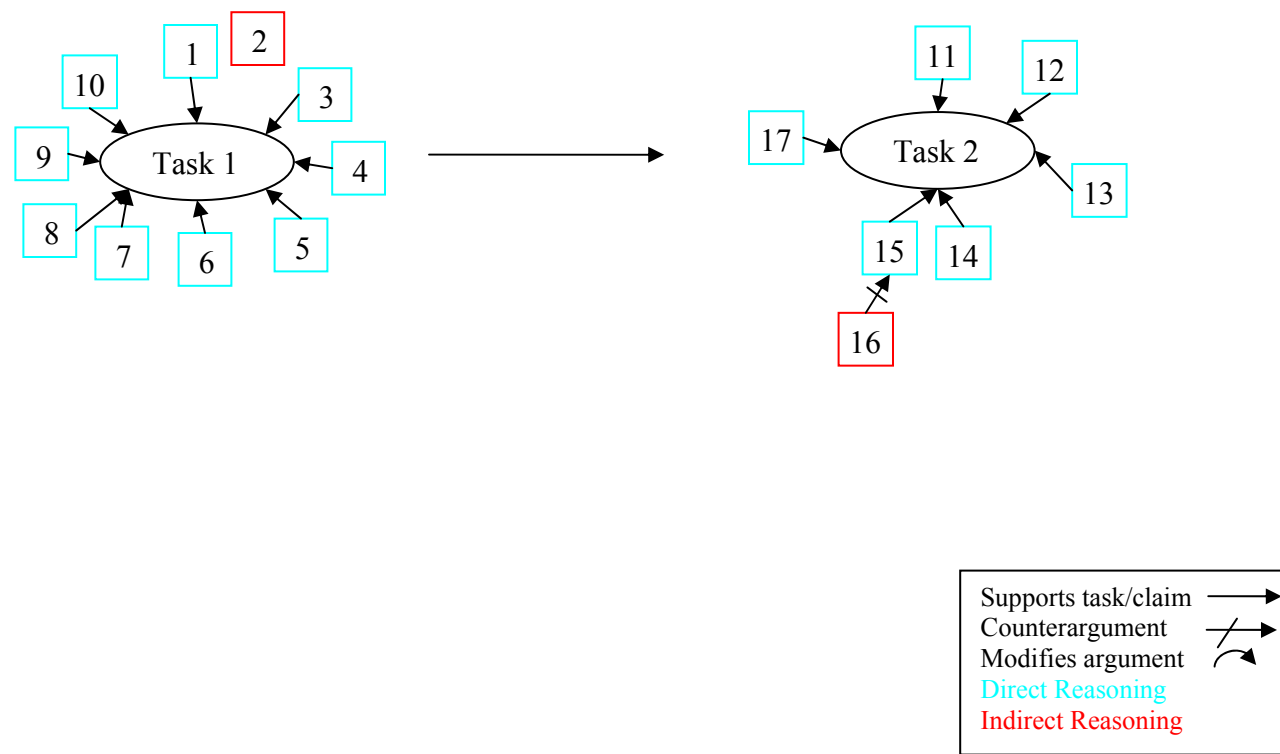 1
2
10
3
9
Task 1
4
8
7
6
5
11
12
17
Task 2
13
15
14
16
Supports task/claim
Counterargument
Modifies argument
Direct Reasoning
Indirect Reasoning